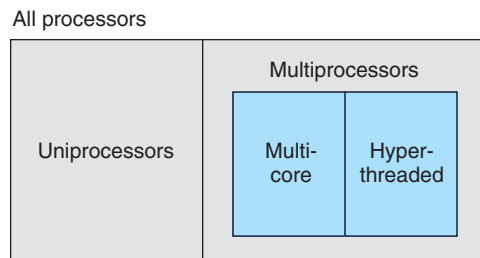 All processors
Multiprocessors
Uniprocessors
Multi-
core
Hyper-
threaded